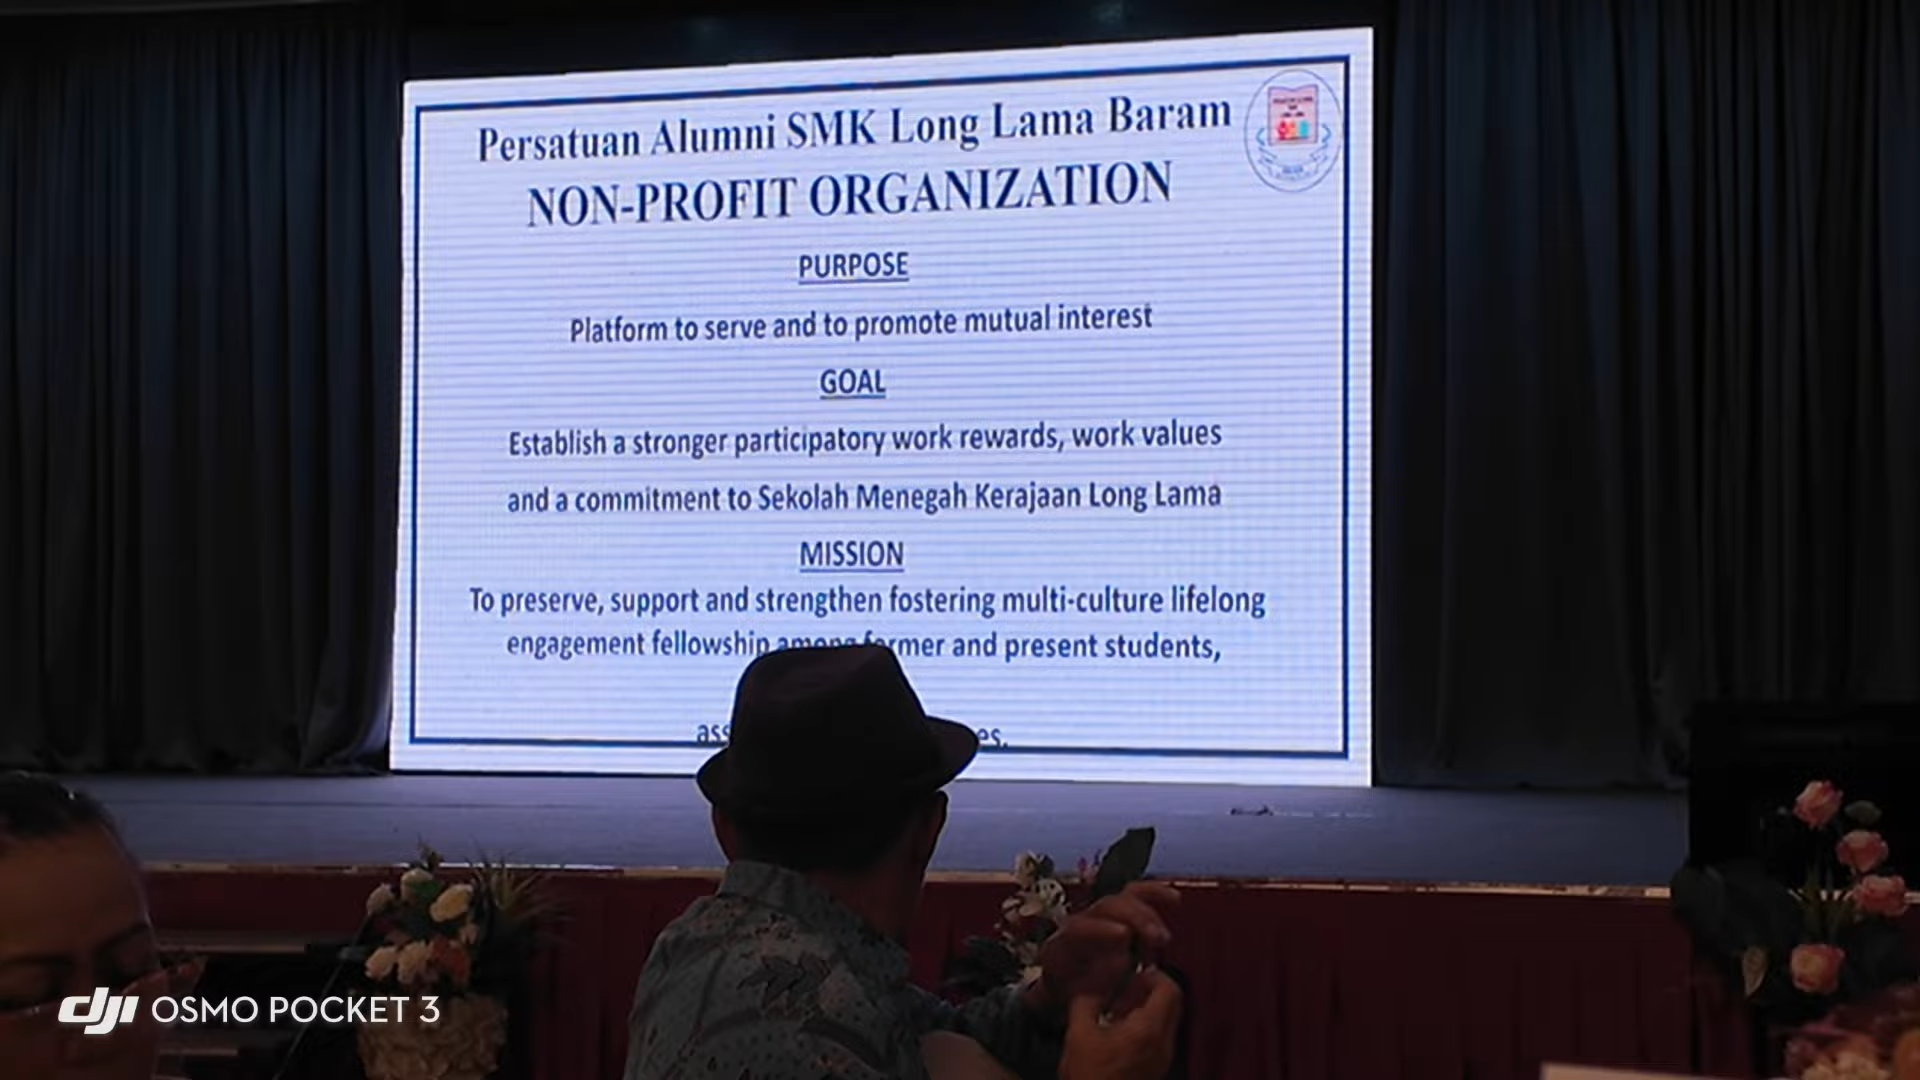 Persatuan Alumni SMK Long Lama Baram
NON-PROFIT ORGANIZATION
PURPOSE
Platform to serve and to promote mutual interest
GOAL
Establish a stronger participatory work rewards, work values
and a commitment to Sekolah Menegah Kerajaan Long Lama
MISSION
To preserve, support and strengthen fostering multi-culture lifelong
engagement fellowship among former and present students,
dji OSMO POCKET 3